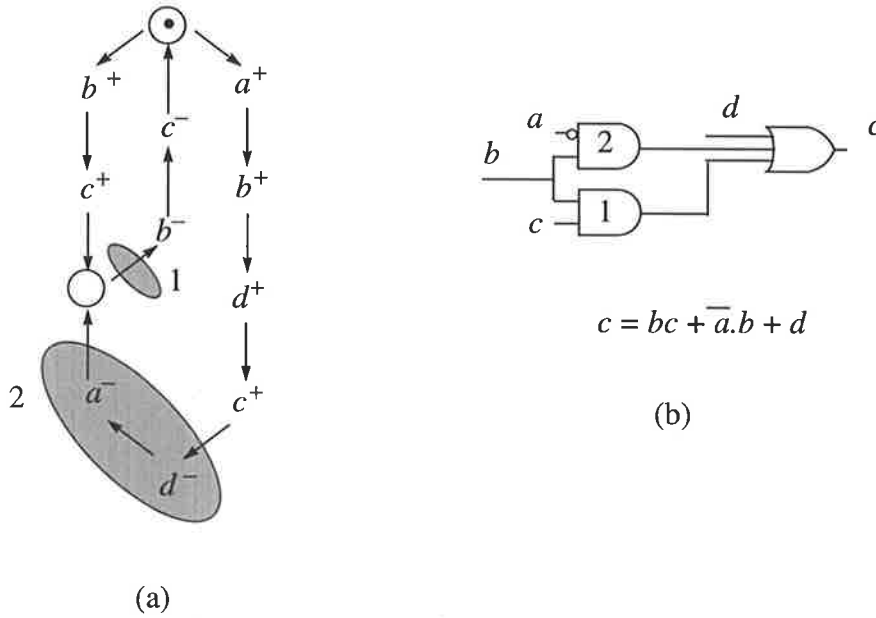 b⁺
a⁺
c⁻
c⁺
b⁺
b⁻
1
d⁺
2
a⁻
c⁺
d⁻
(a)
a
d
b
2
c
1
c = bc + a̅.b + d
(b)